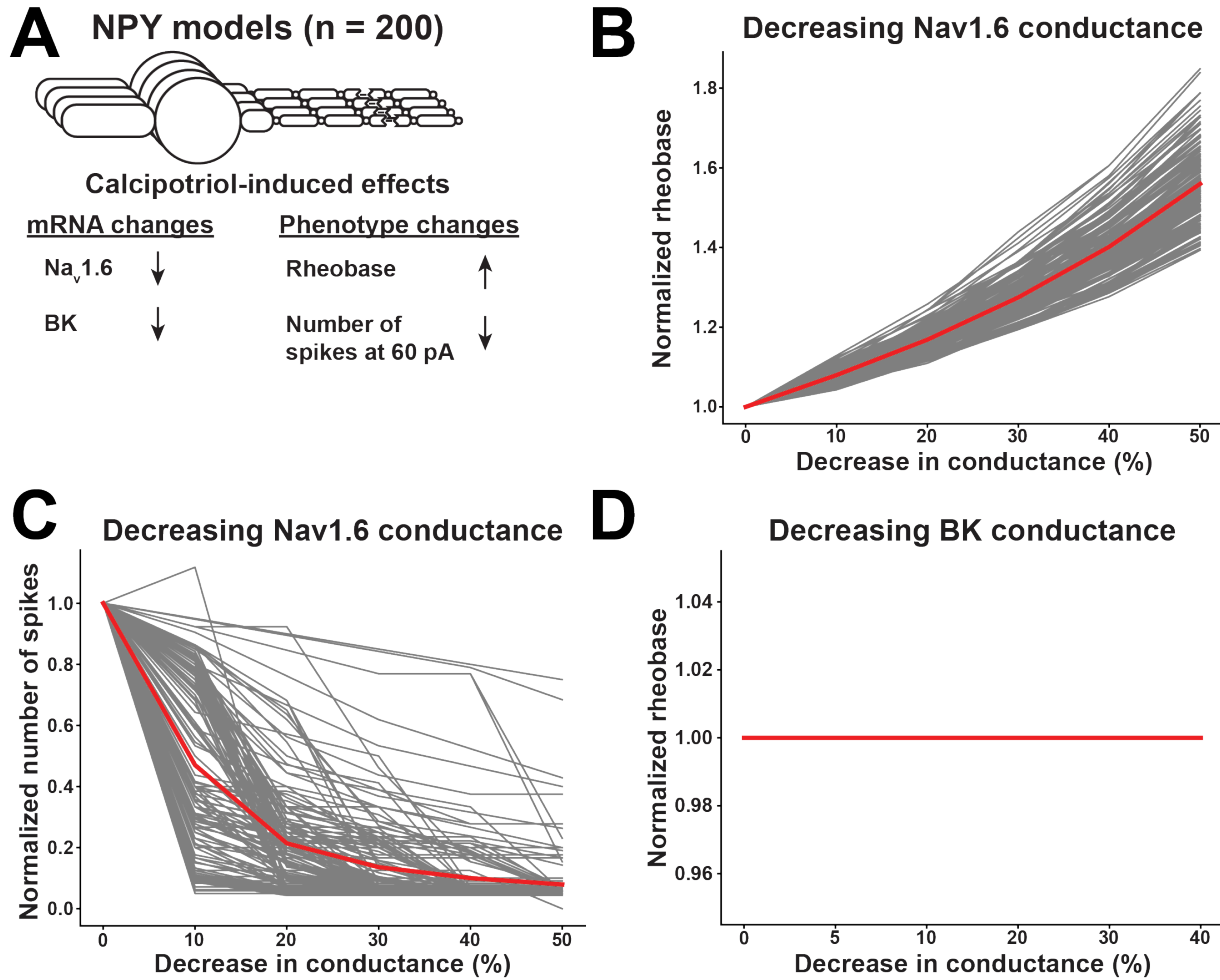 A
NPY models (n = 200)
Calcipotriol-induced effects
mRNA changes
Phenotype changes
Nav1.6
Rheobase
BK
Number of
spikes at 60 pA
B
Decreasing Nav1.6 conductance
Normalized rheobase
1.8
1.6
1.4
1.2
1.0
0 10 20 30 40 50
Decrease in conductance (%)
C
Decreasing Nav1.6 conductance
Normalized number of spikes
1.0
0.8
0.6
0.4
0.2
0.0
0 10 20 30 40 50
Decrease in conductance (%)
D
Decreasing BK conductance
Normalized rheobase
1.04
1.02
1.00
0.98
0.96
0 5 10 20 30 40
Decrease in conductance (%)